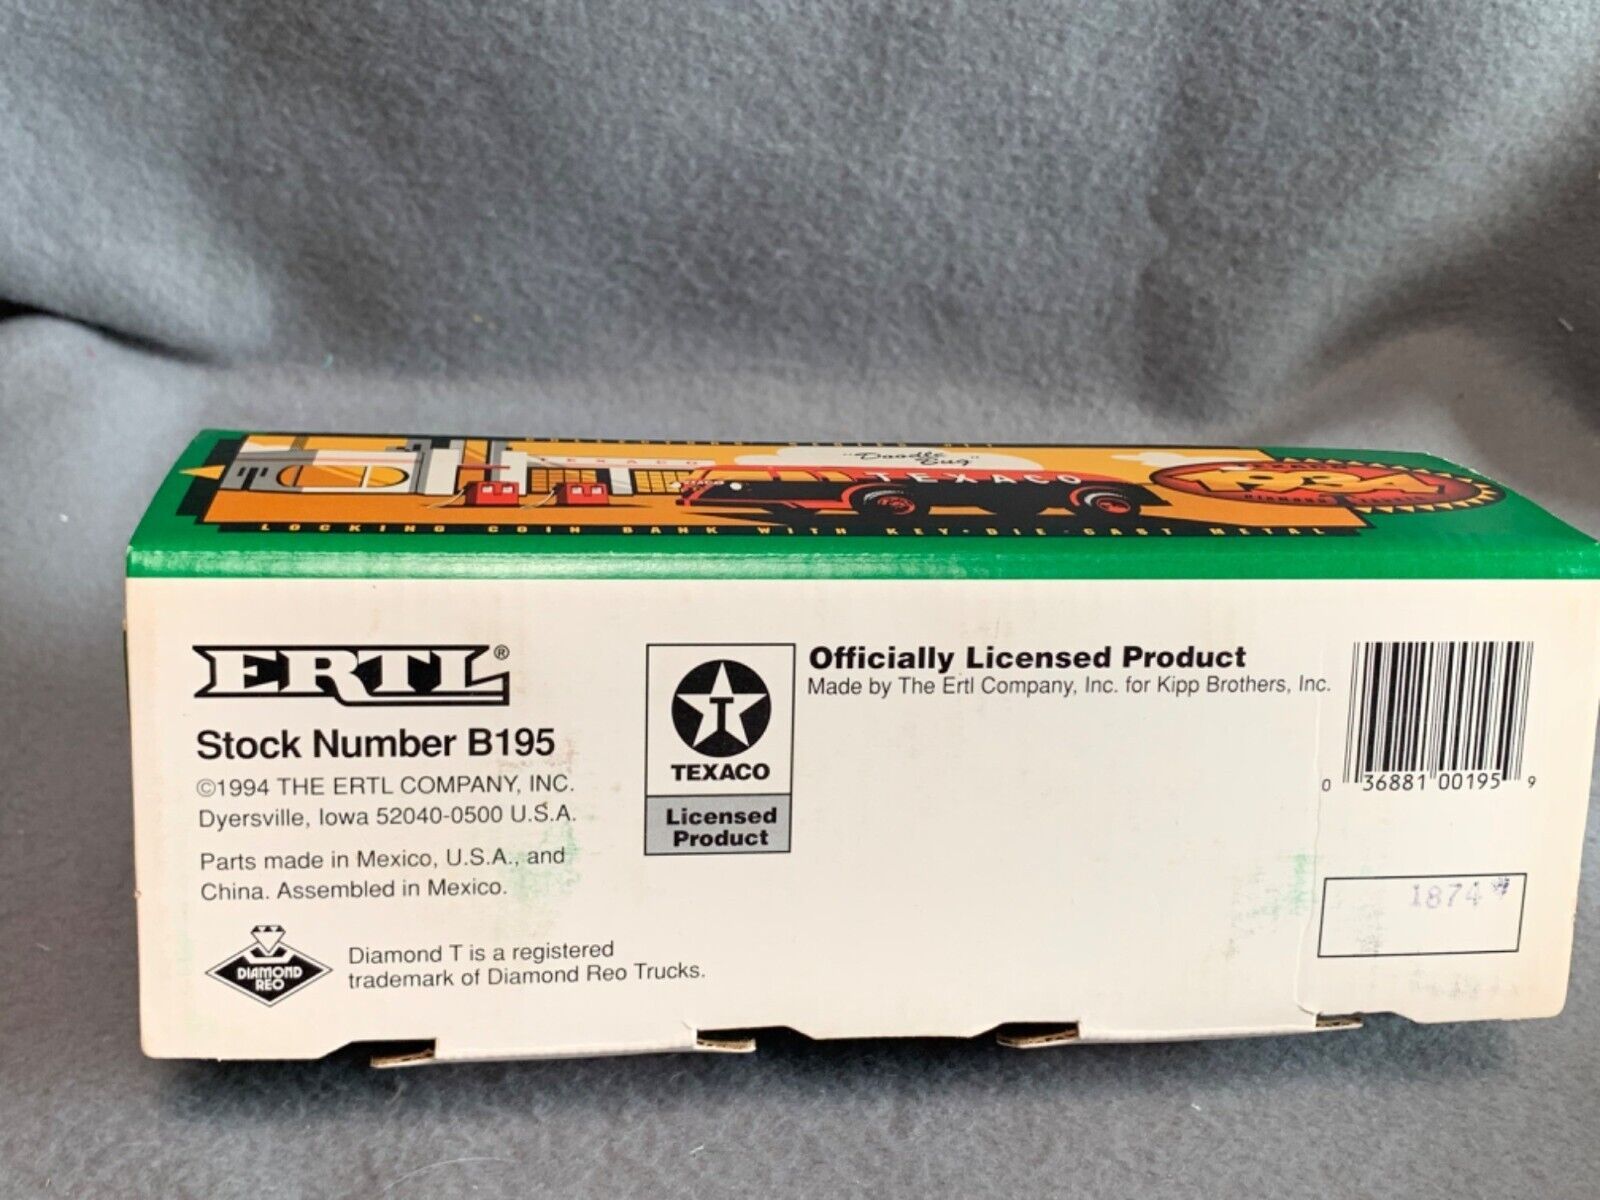 "Doodle Bug"
TEXACO
TEXACO
TEXACO
1934
LOCKING COIN BANK WITH KEY • DIE-CAST METAL
ERTL®
Stock Number B195
©1994 THE ERTL COMPANY, INC.
Dyersville, Iowa 52040-0500 U.S.A.
Parts made in Mexico, U.S.A., and
China. Assembled in Mexico.
DIAMOND
REO
Diamond T is a registered
trademark of Diamond Reo Trucks.
T
TEXACO
Licensed
Product
Officially Licensed Product
Made by The Ertl Company, Inc. for Kipp Brothers, Inc.
0 36881 00195 9
1874